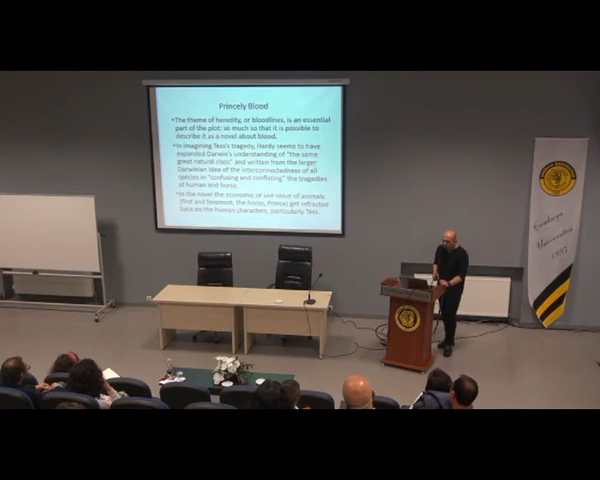 Princely Blood
•The theme of heredity, or bloodlines, is an essential
part of the plot; so much so that it is possible to
describe it as a novel about blood.
•In imagining Tess's tragedy, Hardy seems to have
expanded Darwin's understanding of "the same
great natural class" and written from the larger
Darwinian idea of the interconnectedness of all
species in "confusing and conflating" the tragedies
of human and horse.
•In the novel the economic or use value of animals
(first and foremost, the horse, Prince) get refracted
back on the human characters, particularly Tess.
Çankaya
Üniversitesi
1997